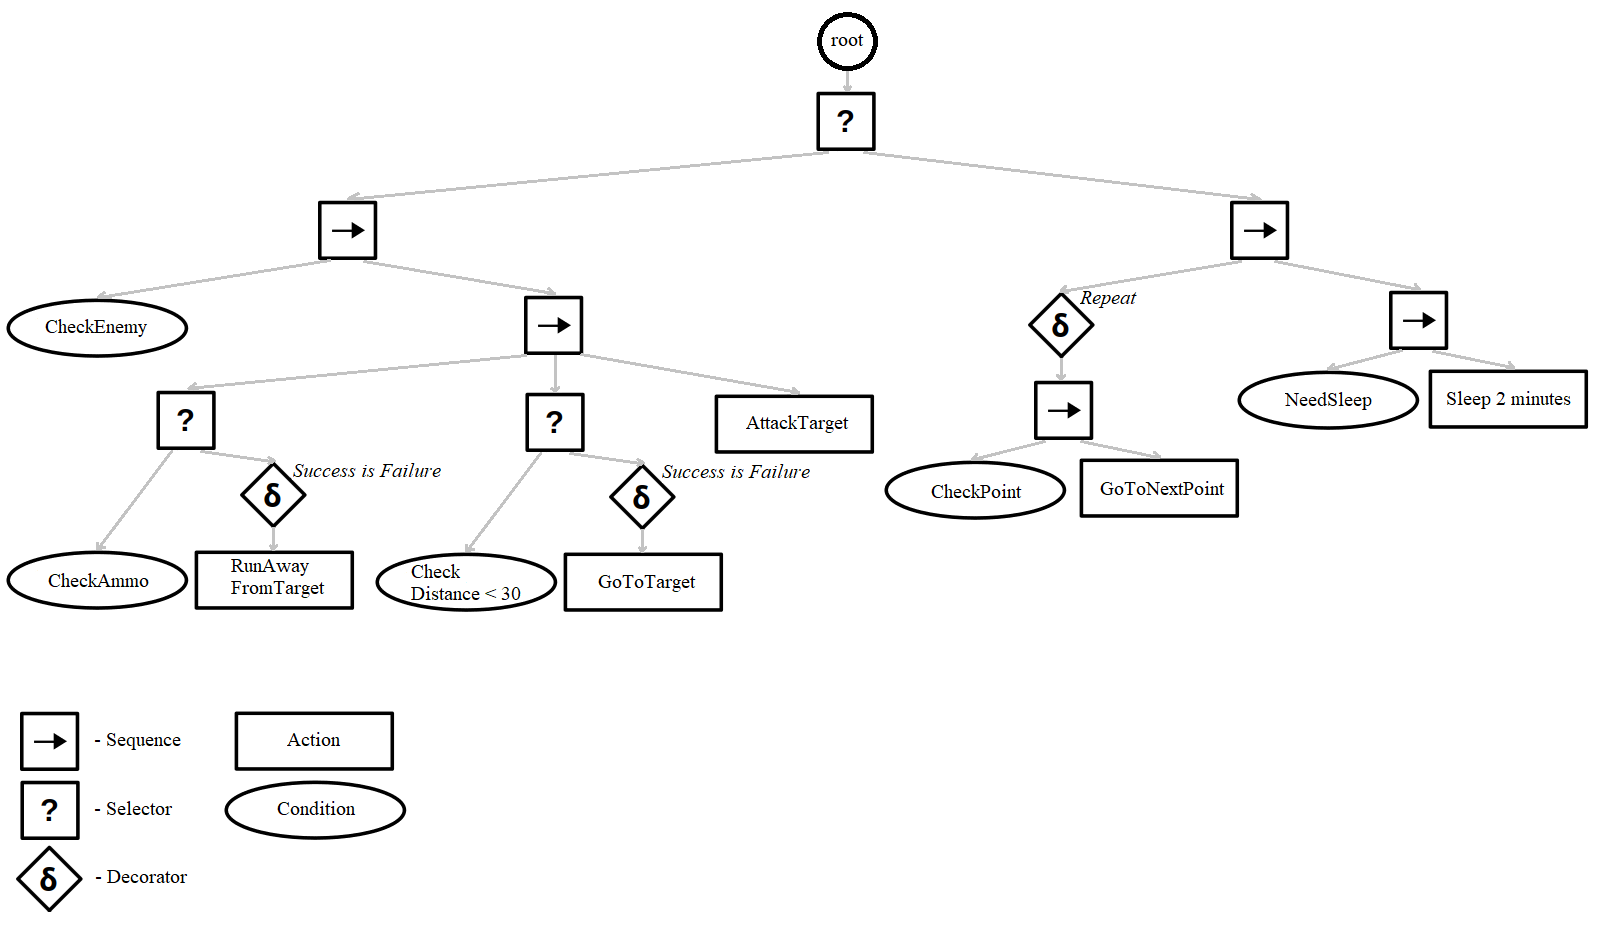 root
?
CheckEnemy
Repeat
δ
NeedSleep
Sleep 2 minutes
?
?
AttackTarget
Success is Failure
δ
Success is Failure
δ
CheckPoint
GoToNextPoint
CheckAmmo
RunAway
FromTarget
Check
Distance < 30
GoToTarget
- Sequence
Action
?
- Selector
Condition
δ
- Decorator